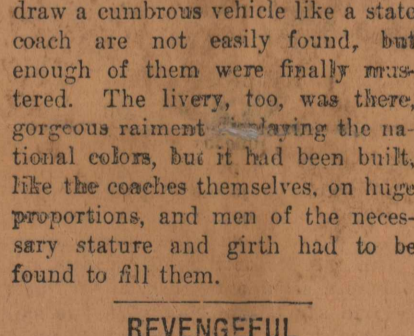 draw a cumbrous vehicle like a state
coach are not easily found, but
enough of them were finally mus-
tered. The livery, too, was there,
gorgeous raiment the na-
tional colors, but it had been built,
like the coaches themselves, on huge
proportions, and men of the neces-
sary stature and girth had to be
found to fill them.
REVENGEFUL